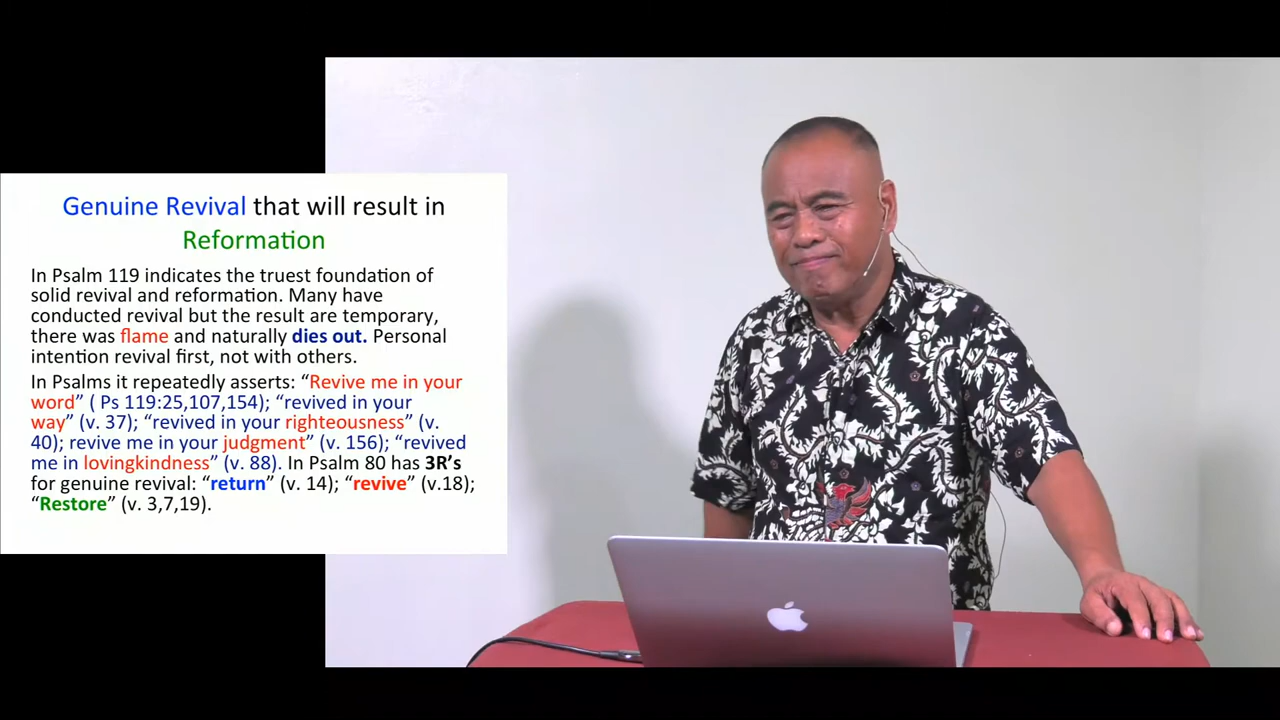 Genuine Revival that will result in
Reformation
In Psalm 119 indicates the truest foundation of
solid revival and reformation. Many have
conducted revival but the result are temporary,
there was flame and naturally dies out. Personal
intention revival first, not with others.
In Psalms it repeatedly asserts: “Revive me in your
word” ( Ps 119:25,107,154); “revived in your
way” (v. 37); “revived in your righteousness” (v.
40); revive me in your judgment” (v. 156); “revived
me in lovingkindness” (v. 88). In Psalm 80 has 3R’s
for genuine revival: “return” (v. 14); “revive” (v.18);
“Restore” (v. 3,7,19).